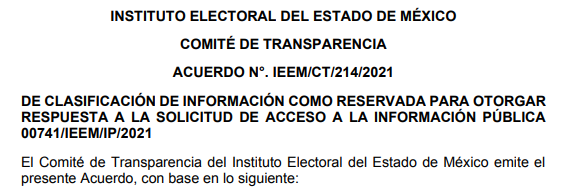 INSTITUTO ELECTORAL DEL ESTADO DE MÉXICO
COMITÉ DE TRANSPARENCIA
ACUERDO N°. IEEM/CT/214/2021
DE CLASIFICACIÓN DE INFORMACIÓN COMO RESERVADA PARA OTORGAR
RESPUESTA A LA SOLICITUD DE ACCESO A LA INFORMACIÓN PÚBLICA
00741/IEEM/IP/2021
El Comité de Transparencia del Instituto Electoral del Estado de México emite el
presente Acuerdo, con base en lo siguiente: